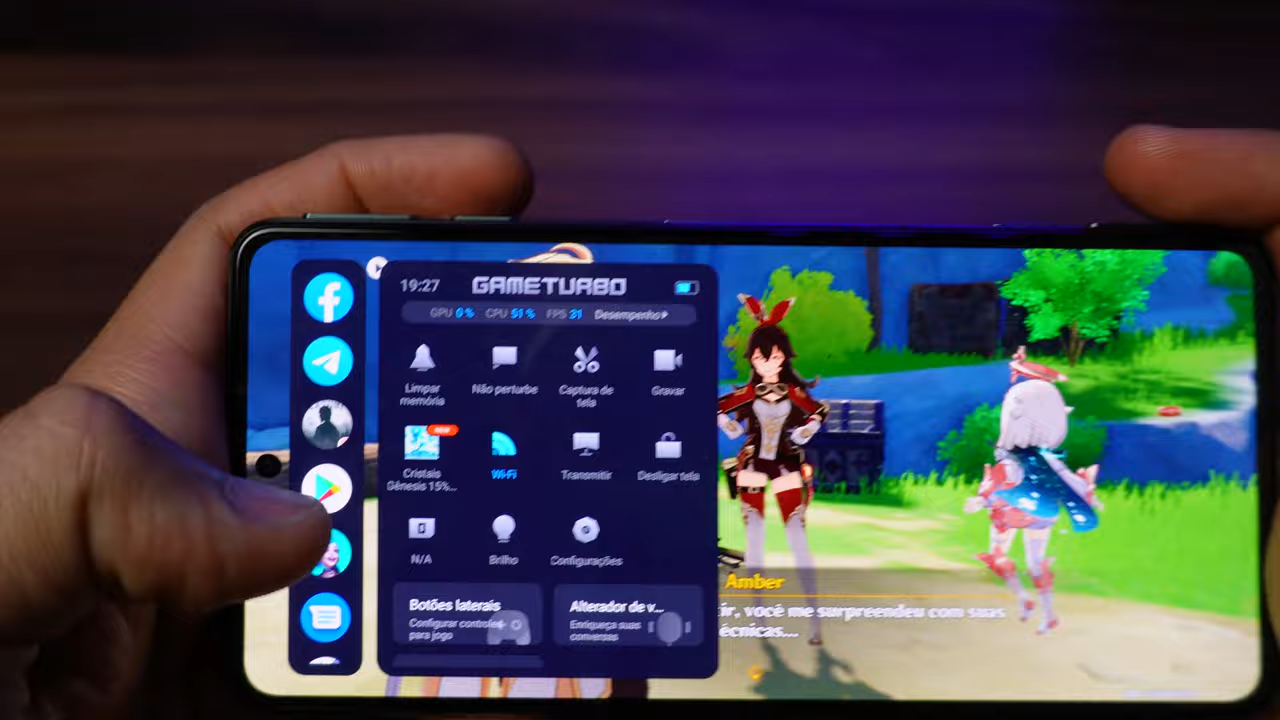 19:27 GAMETURBO
GPU 0% CPU 51% FPS 31 Desempenho
Limpar
memória
Não perturbe
Captura de
tela
Gravar
NEW
Cristais
Gênesis 15%...
Wi-Fi
Transmitir
Desligar tela
N/A
Brilho
Configurações
Botões laterais
Configurar controles
para jogo
Alterador de v...
Enriqueça suas
conversas
Amber
ir, você me surpreendeu com suas
écnicas...